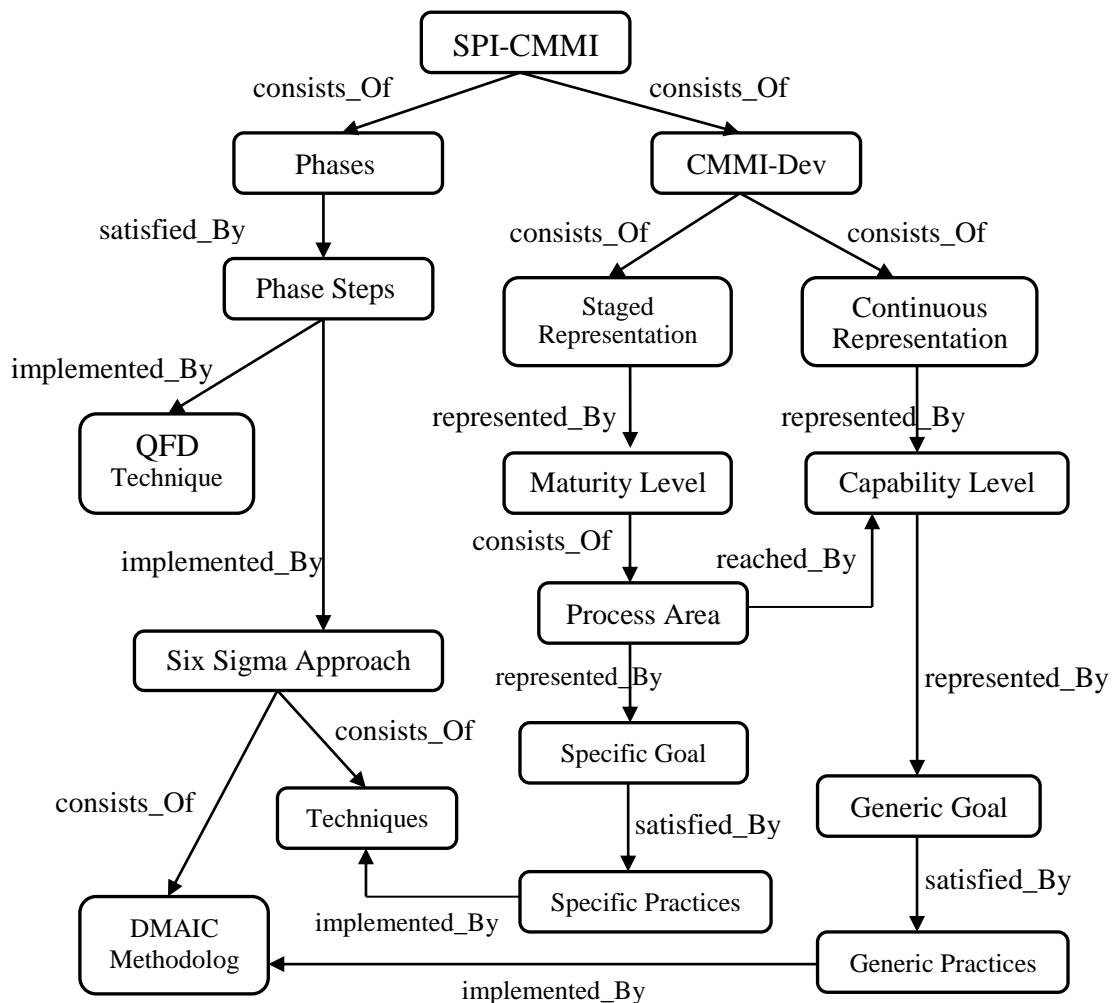 SPI-CMMI
consists_Of
consists_Of
Phases
CMMI-Dev
satisfied_By
consists_Of
consists_Of
Phase Steps
Staged
Representation
Continuous
Representation
implemented_By
represented_By
represented_By
QFD
Technique
Maturity Level
Capability Level
consists_Of
reached_By
implemented_By
Process Area
Six Sigma Approach
represented_By
represented_By
consists_Of
Specific Goal
consists_Of
Techniques
Generic Goal
satisfied_By
satisfied_By
Specific Practices
implemented_By
DMAIC
Methodolog
Generic Practices
implemented_By